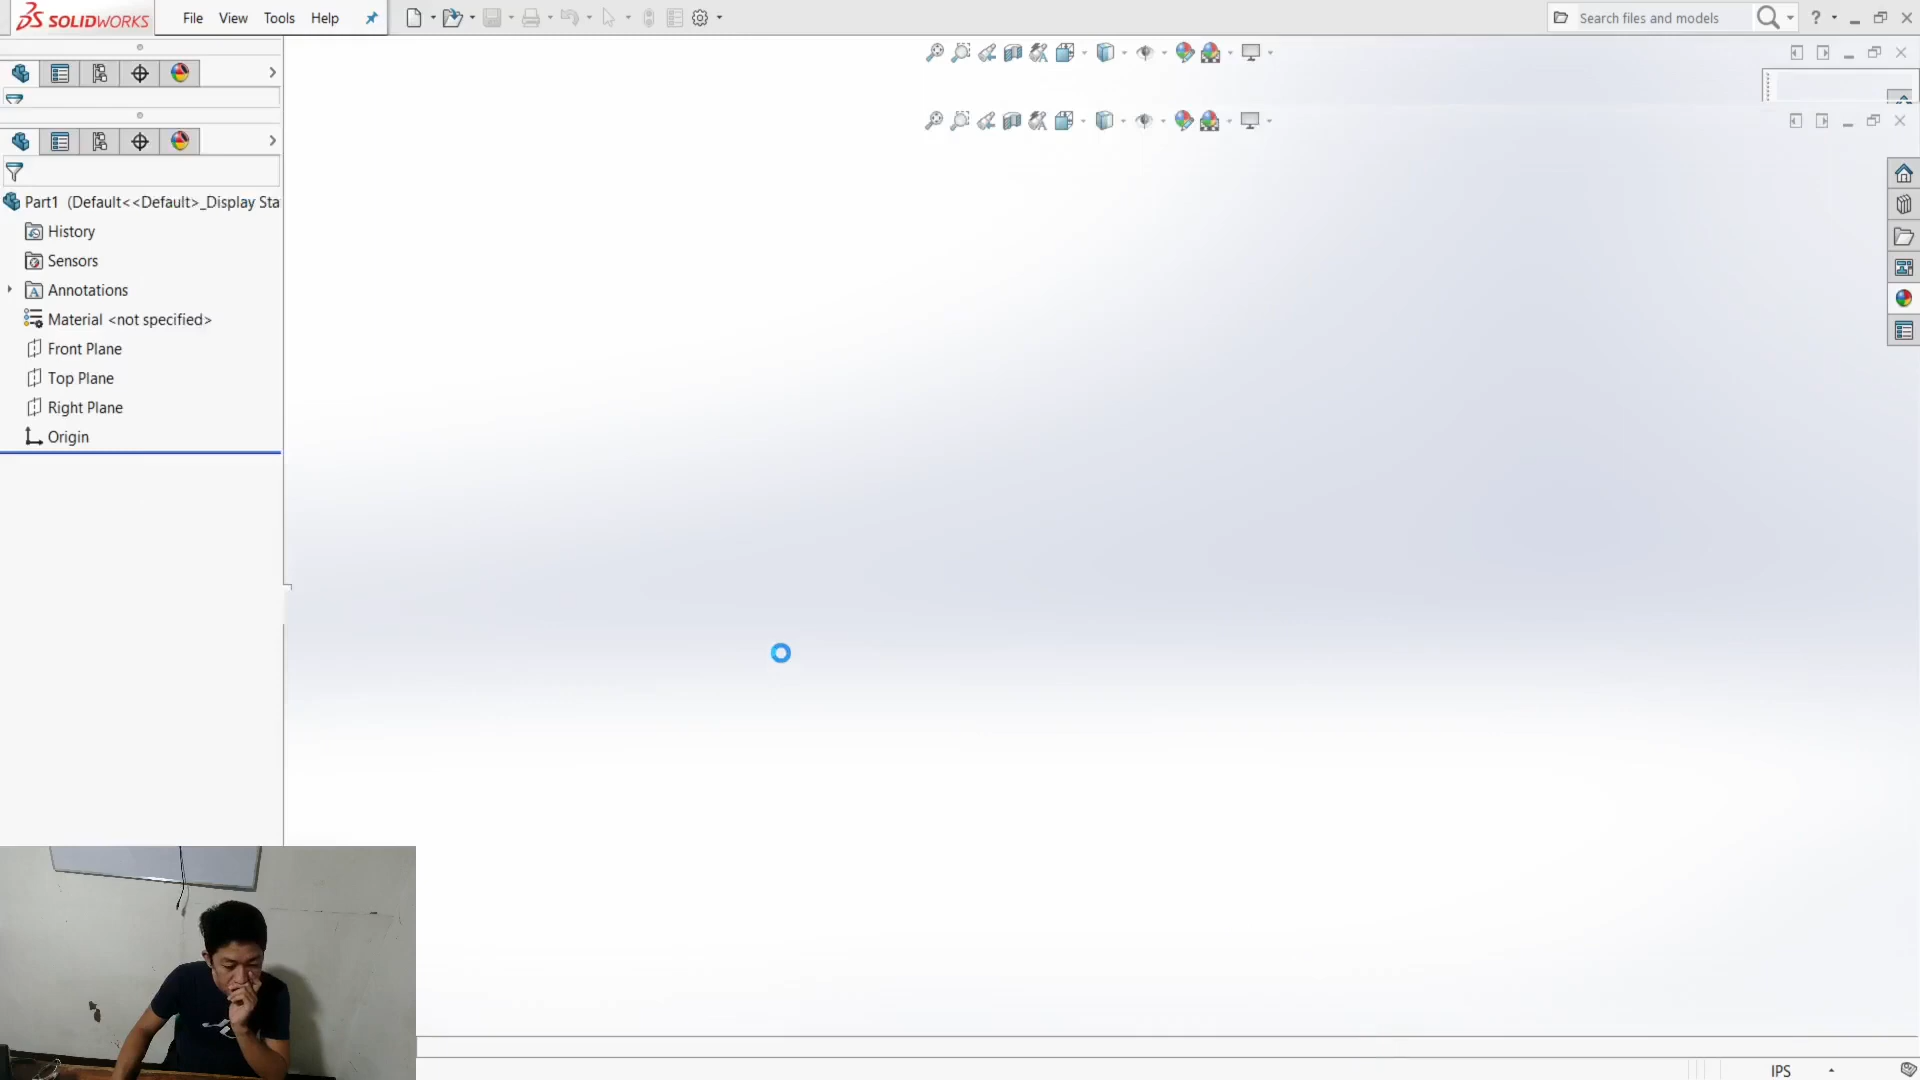 SOLIDWORKS File View Tools Help Search files and models ?
Part1 (Default<<Default>_Display Sta
History
Sensors
Annotations
Material <not specified>
Front Plane
Top Plane
Right Plane
Origin
IPS